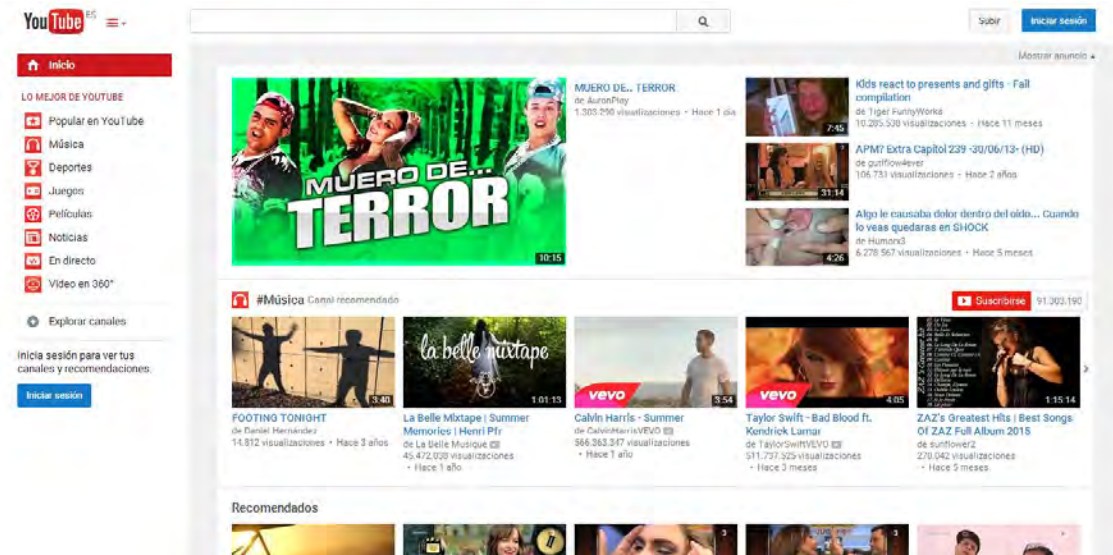 YouTube ES
Subir
Iniciar sesión
Mostrar anuncio
Inicio
LO MEJOR DE YOUTUBE
Popular en YouTube
Música
Deportes
Juegos
Películas
Noticias
En directo
Vídeo en 360°
Explorar canales
Inicia sesión para ver tus
canales y recomendaciones.
Iniciar sesión
MUERO DE...
TERROR
10:15
MUERO DE.. TERROR
de AuronPlay
1.303.290 visualizaciones • Hace 1 día
7:45
Kids react to presents and gifts - Fail
compilation
de Tiger FunnyWorks
10.285.538 visualizaciones • Hace 11 meses
31:14
APM? Extra Capitol 239 -30/06/13- (HD)
de gutiflow4ever
106.731 visualizaciones • Hace 2 años
4:26
Algo le causaba dolor dentro del oído... Cuando
lo veas quedaras en SHOCK
de Humorx3
6.278.567 visualizaciones • Hace 5 meses
#Música Canal recomendado
Suscribirse 91.303.190
3:40
FOOTING TONIGHT
de Daniel Hernández
14.812 visualizaciones • Hace 3 años
la belle mixtape
1:01:13
La Belle Mixtape | Summer
Memories | Henri Pfr
de La Belle Musique
45.472.038 visualizaciones
• Hace 1 año
vevo
3:54
Calvin Harris - Summer
de CalvinHarrisVEVO
566.363.347 visualizaciones
• Hace 1 año
vevo
4:05
Taylor Swift - Bad Blood ft.
Kendrick Lamar
de TaylorSwiftVEVO
511.737.525 visualizaciones
• Hace 3 meses
1:15:14
ZAZ's Greatest Hits | Best Songs
Of ZAZ Full Album 2015
de sunflower2
270.042 visualizaciones
• Hace 5 meses
Recomendados